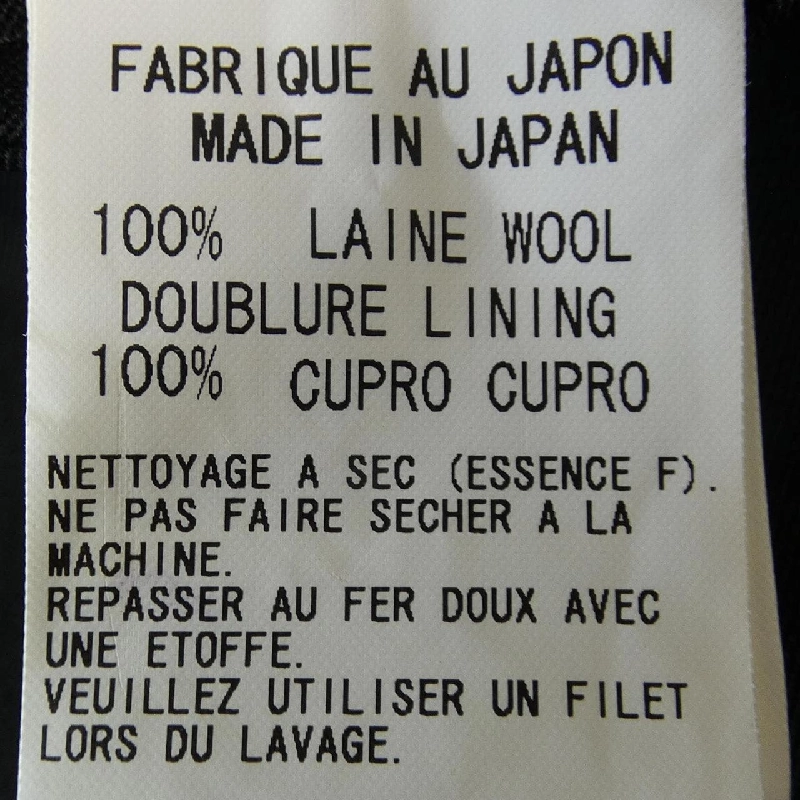 FABRIQUE AU JAPON
MADE IN JAPAN
100% LAINE WOOL
DOUBLURE LINING
100% CUPRO CUPRO
NETTOYAGE A SEC (ESSENCE F).
NE PAS FAIRE SECHER A LA
MACHINE.
REPASSER AU FER DOUX AVEC
UNE ETOFFE.
VEUILLEZ UTILISER UN FILET
LORS DU LAVAGE.